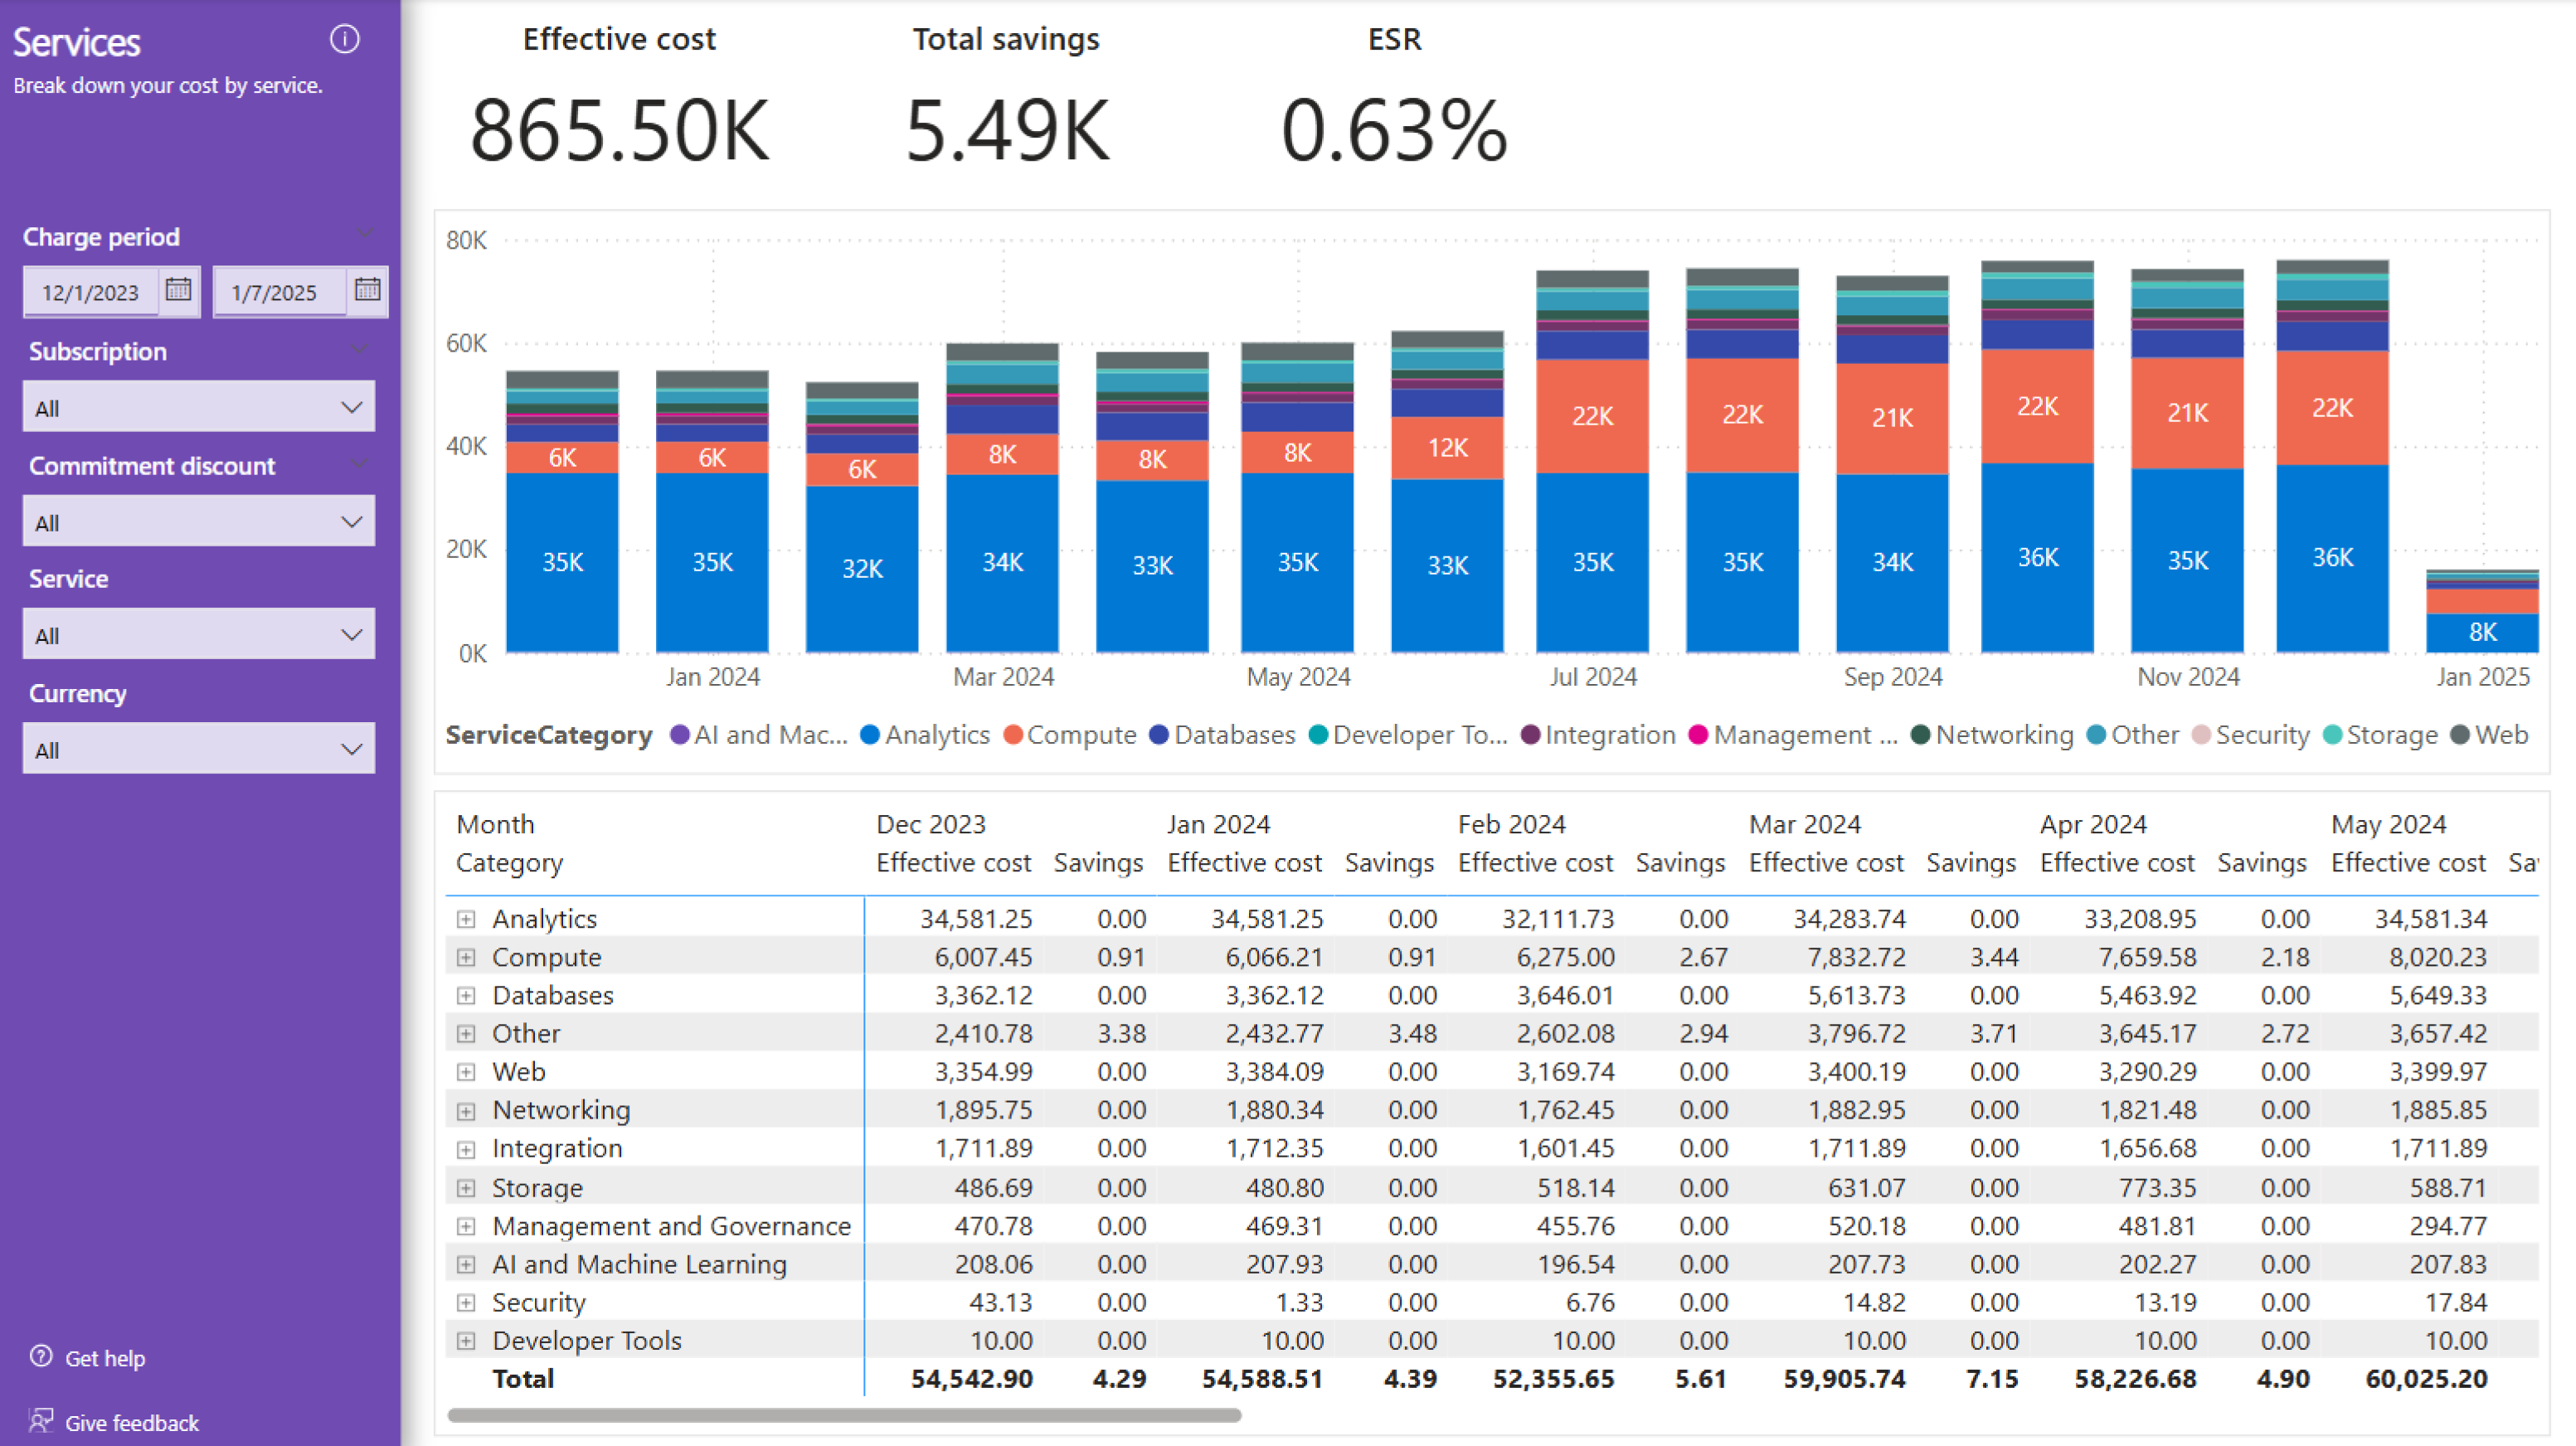 Services
Break down your cost by service.
Charge period
12/1/2023 1/7/2025
Subscription
All
Commitment discount
All
Service
All
Currency
All
Get help
Give feedback
Effective cost Total savings ESR
865.50K 5.49K 0.63%
80K
60K
40K
20K
0K
6K 6K 6K 8K 8K 8K 12K 22K 22K 21K 22K 21K 22K
35K 35K 32K 34K 33K 35K 33K 35K 35K 34K 36K 35K 36K 8K
Jan 2024 Mar 2024 May 2024 Jul 2024 Sep 2024 Nov 2024 Jan 2025
ServiceCategory AI and Mac... Analytics Compute Databases Developer To... Integration Management ... Networking Other Security Storage Web
Month Dec 2023 Jan 2024 Feb 2024 Mar 2024 Apr 2024 May 2024
Category Effective cost Savings Effective cost Savings Effective cost Savings Effective cost Savings Effective cost Savings Effective cost
Analytics 34,581.25 0.00 34,581.25 0.00 32,111.73 0.00 34,283.74 0.00 33,208.95 0.00 34,581.34
Compute 6,007.45 0.91 6,066.21 0.91 6,275.00 2.67 7,832.72 3.44 7,659.58 2.18 8,020.23
Databases 3,362.12 0.00 3,362.12 0.00 3,646.01 0.00 5,613.73 0.00 5,463.92 0.00 5,649.33
Other 2,410.78 3.38 2,432.77 3.48 2,602.08 2.94 3,796.72 3.71 3,645.17 2.72 3,657.42
Web 3,354.99 0.00 3,384.09 0.00 3,169.74 0.00 3,400.19 0.00 3,290.29 0.00 3,399.97
Networking 1,895.75 0.00 1,880.34 0.00 1,762.45 0.00 1,882.95 0.00 1,821.48 0.00 1,885.85
Integration 1,711.89 0.00 1,712.35 0.00 1,601.45 0.00 1,711.89 0.00 1,656.68 0.00 1,711.89
Storage 486.69 0.00 480.80 0.00 518.14 0.00 631.07 0.00 773.35 0.00 588.71
Management and Governance 470.78 0.00 469.31 0.00 455.76 0.00 520.18 0.00 481.81 0.00 294.77
AI and Machine Learning 208.06 0.00 207.93 0.00 196.54 0.00 207.73 0.00 202.27 0.00 207.83
Security 43.13 0.00 1.33 0.00 6.76 0.00 14.82 0.00 13.19 0.00 17.84
Developer Tools 10.00 0.00 10.00 0.00 10.00 0.00 10.00 0.00 10.00 0.00 10.00
Total 54,542.90 4.29 54,588.51 4.39 52,355.65 5.61 59,905.74 7.15 58,226.68 4.90 60,025.20